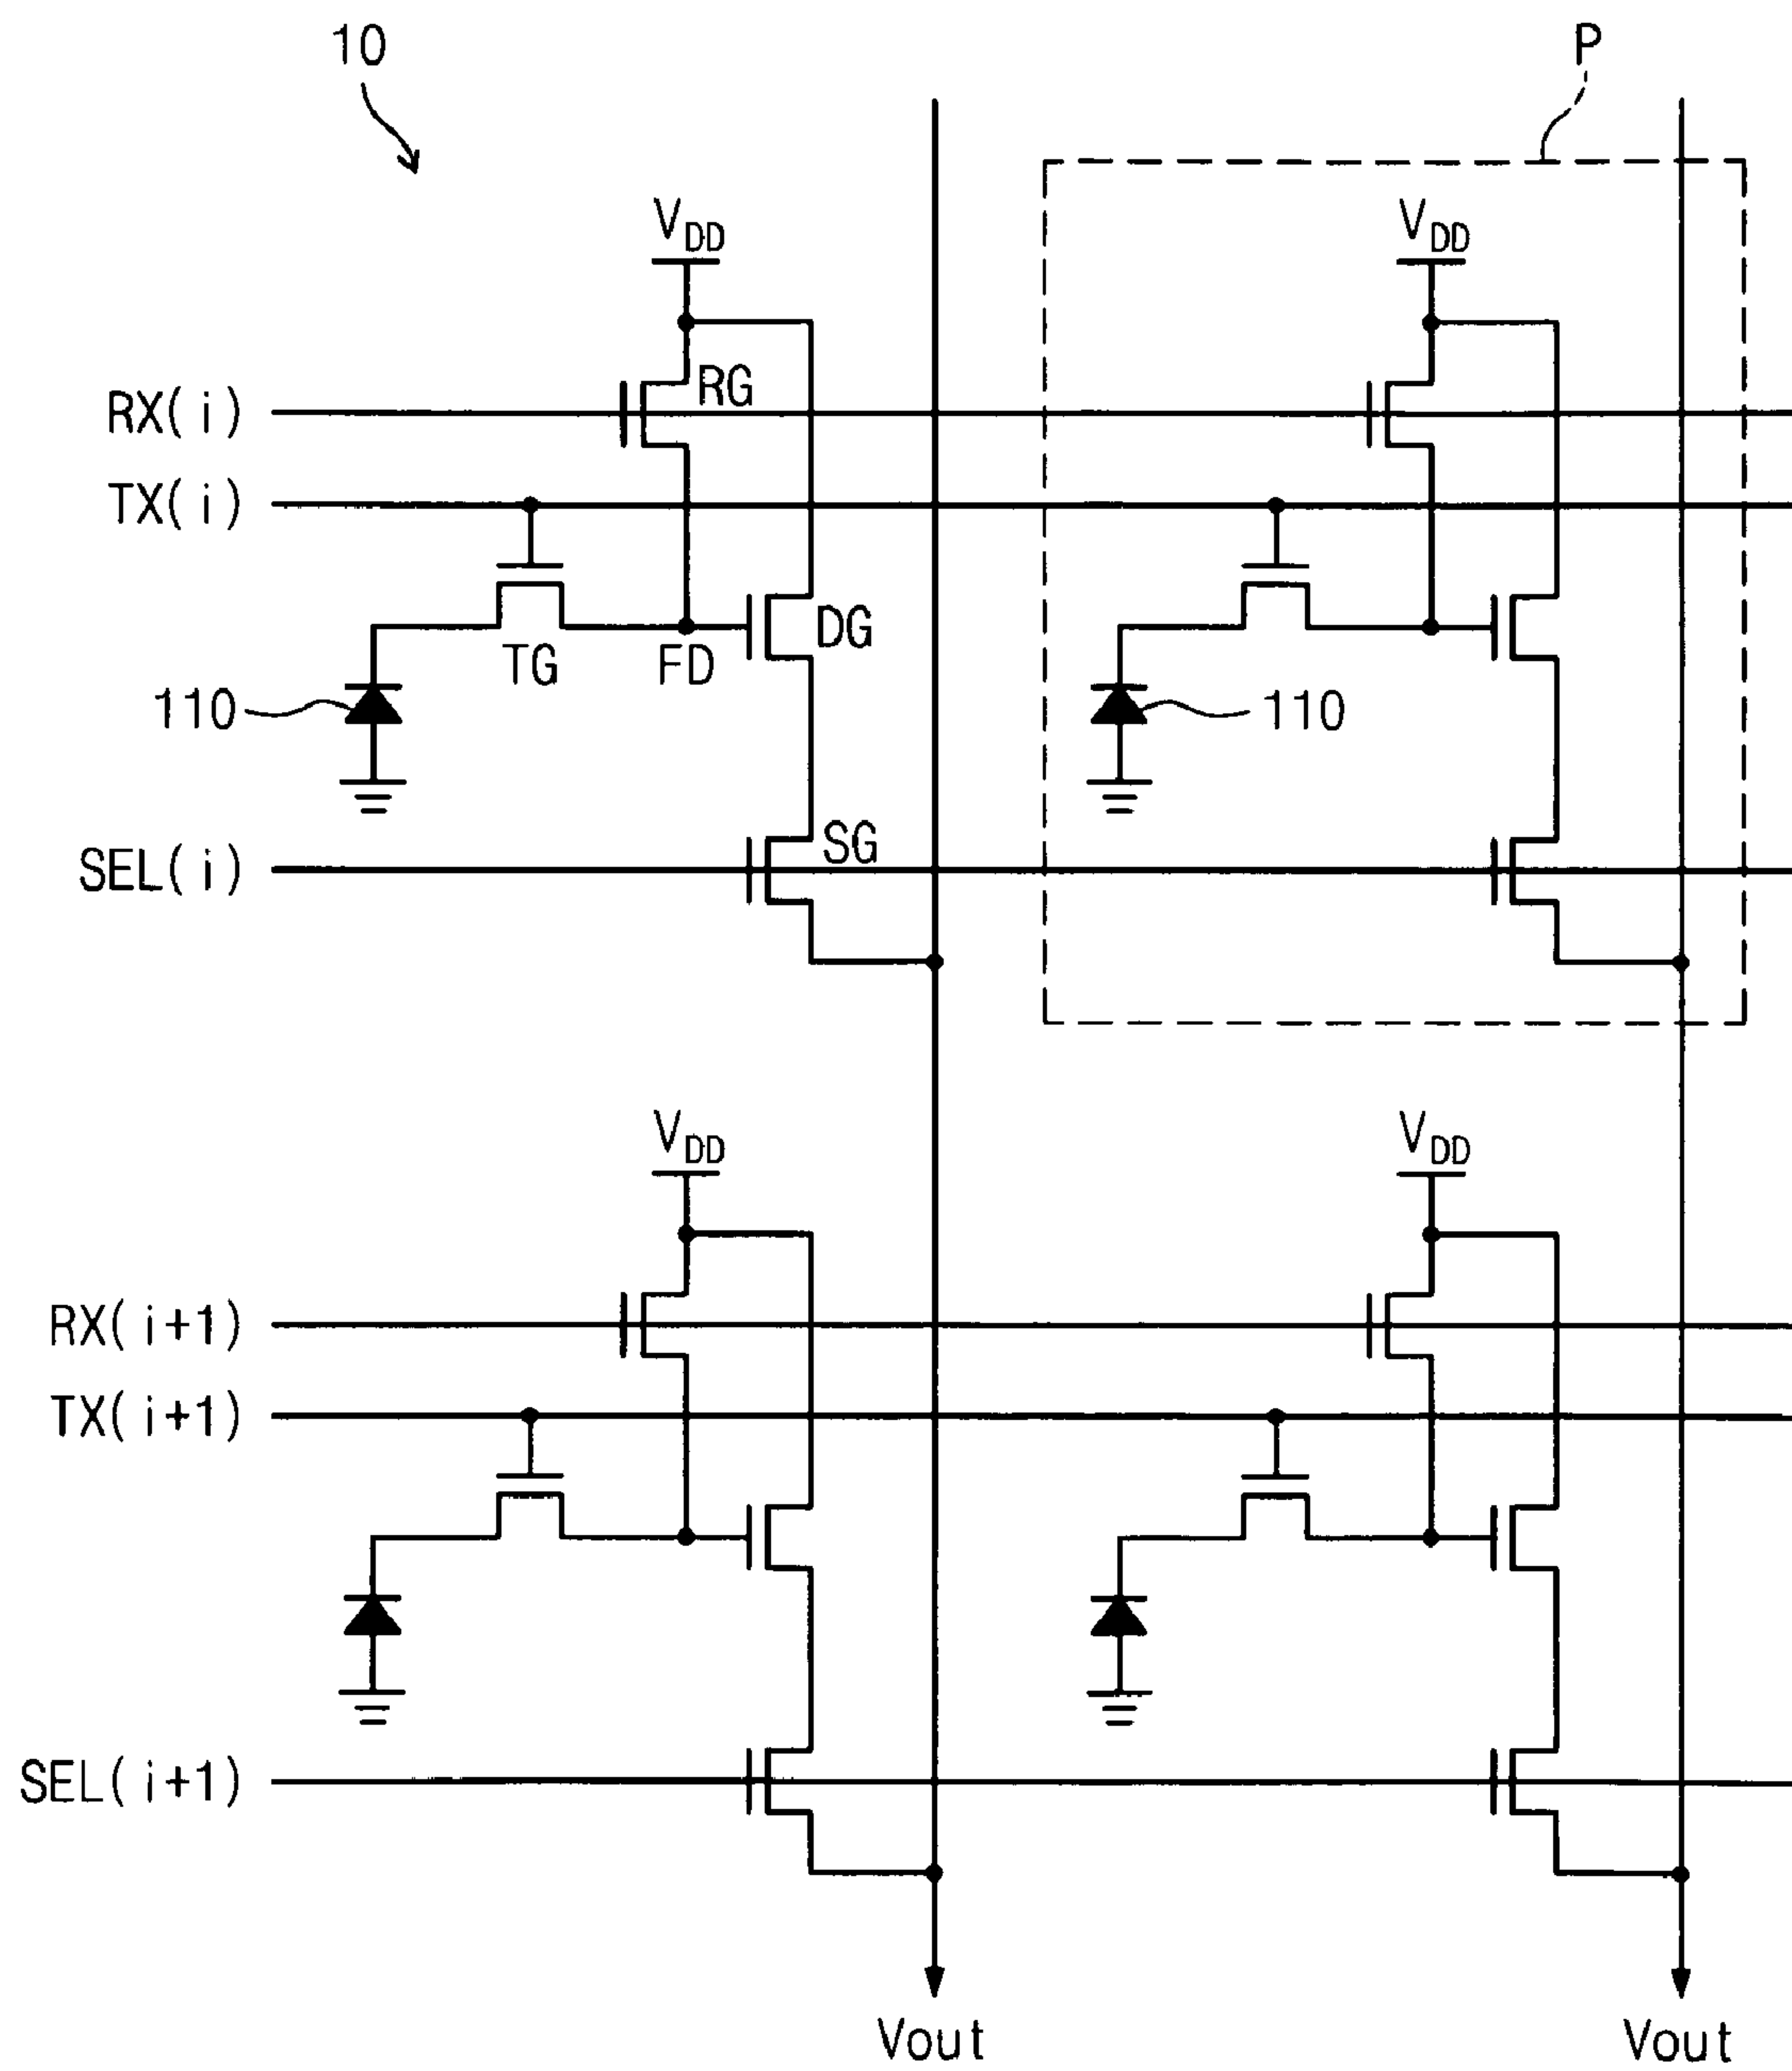 10
P
VDD
VDD
RG
RX(i)
TX(i)
DG
TG
FD
110
110
SG
SEL(i)
VDD
VDD
RX(i+1)
TX(i+1)
SEL(i+1)
Vout
Vout